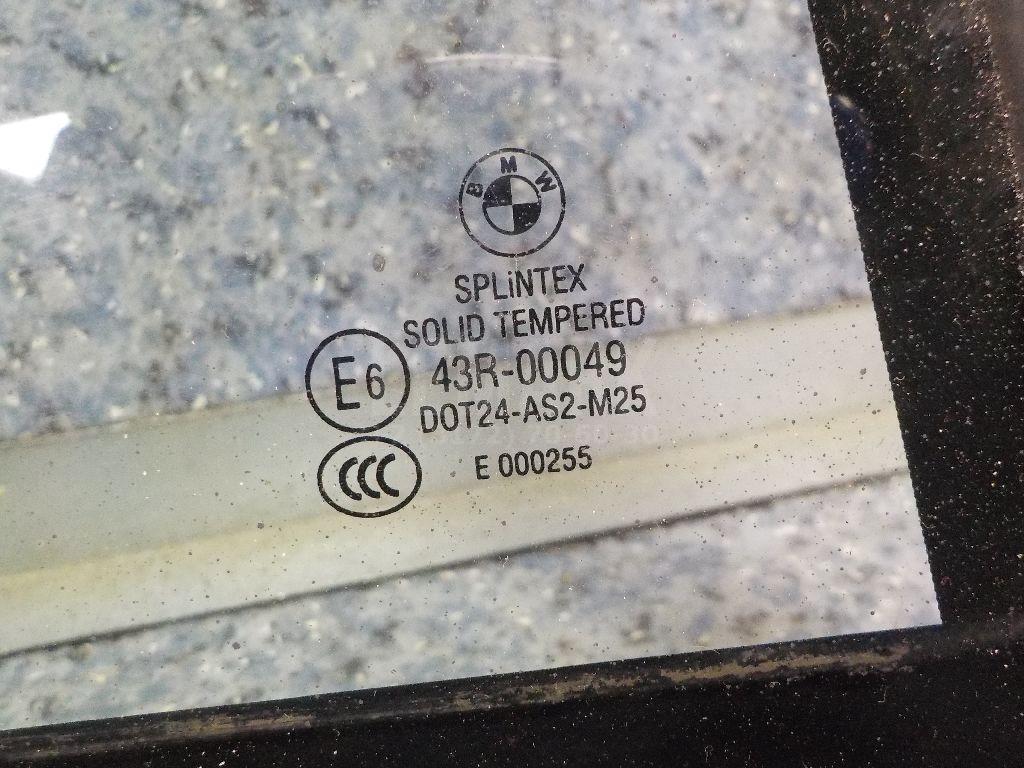 BMW
SPLiNTEX
SOLID TEMPERED
E6 43R-00049
DOT24-AS2-M25
CCC E 000255